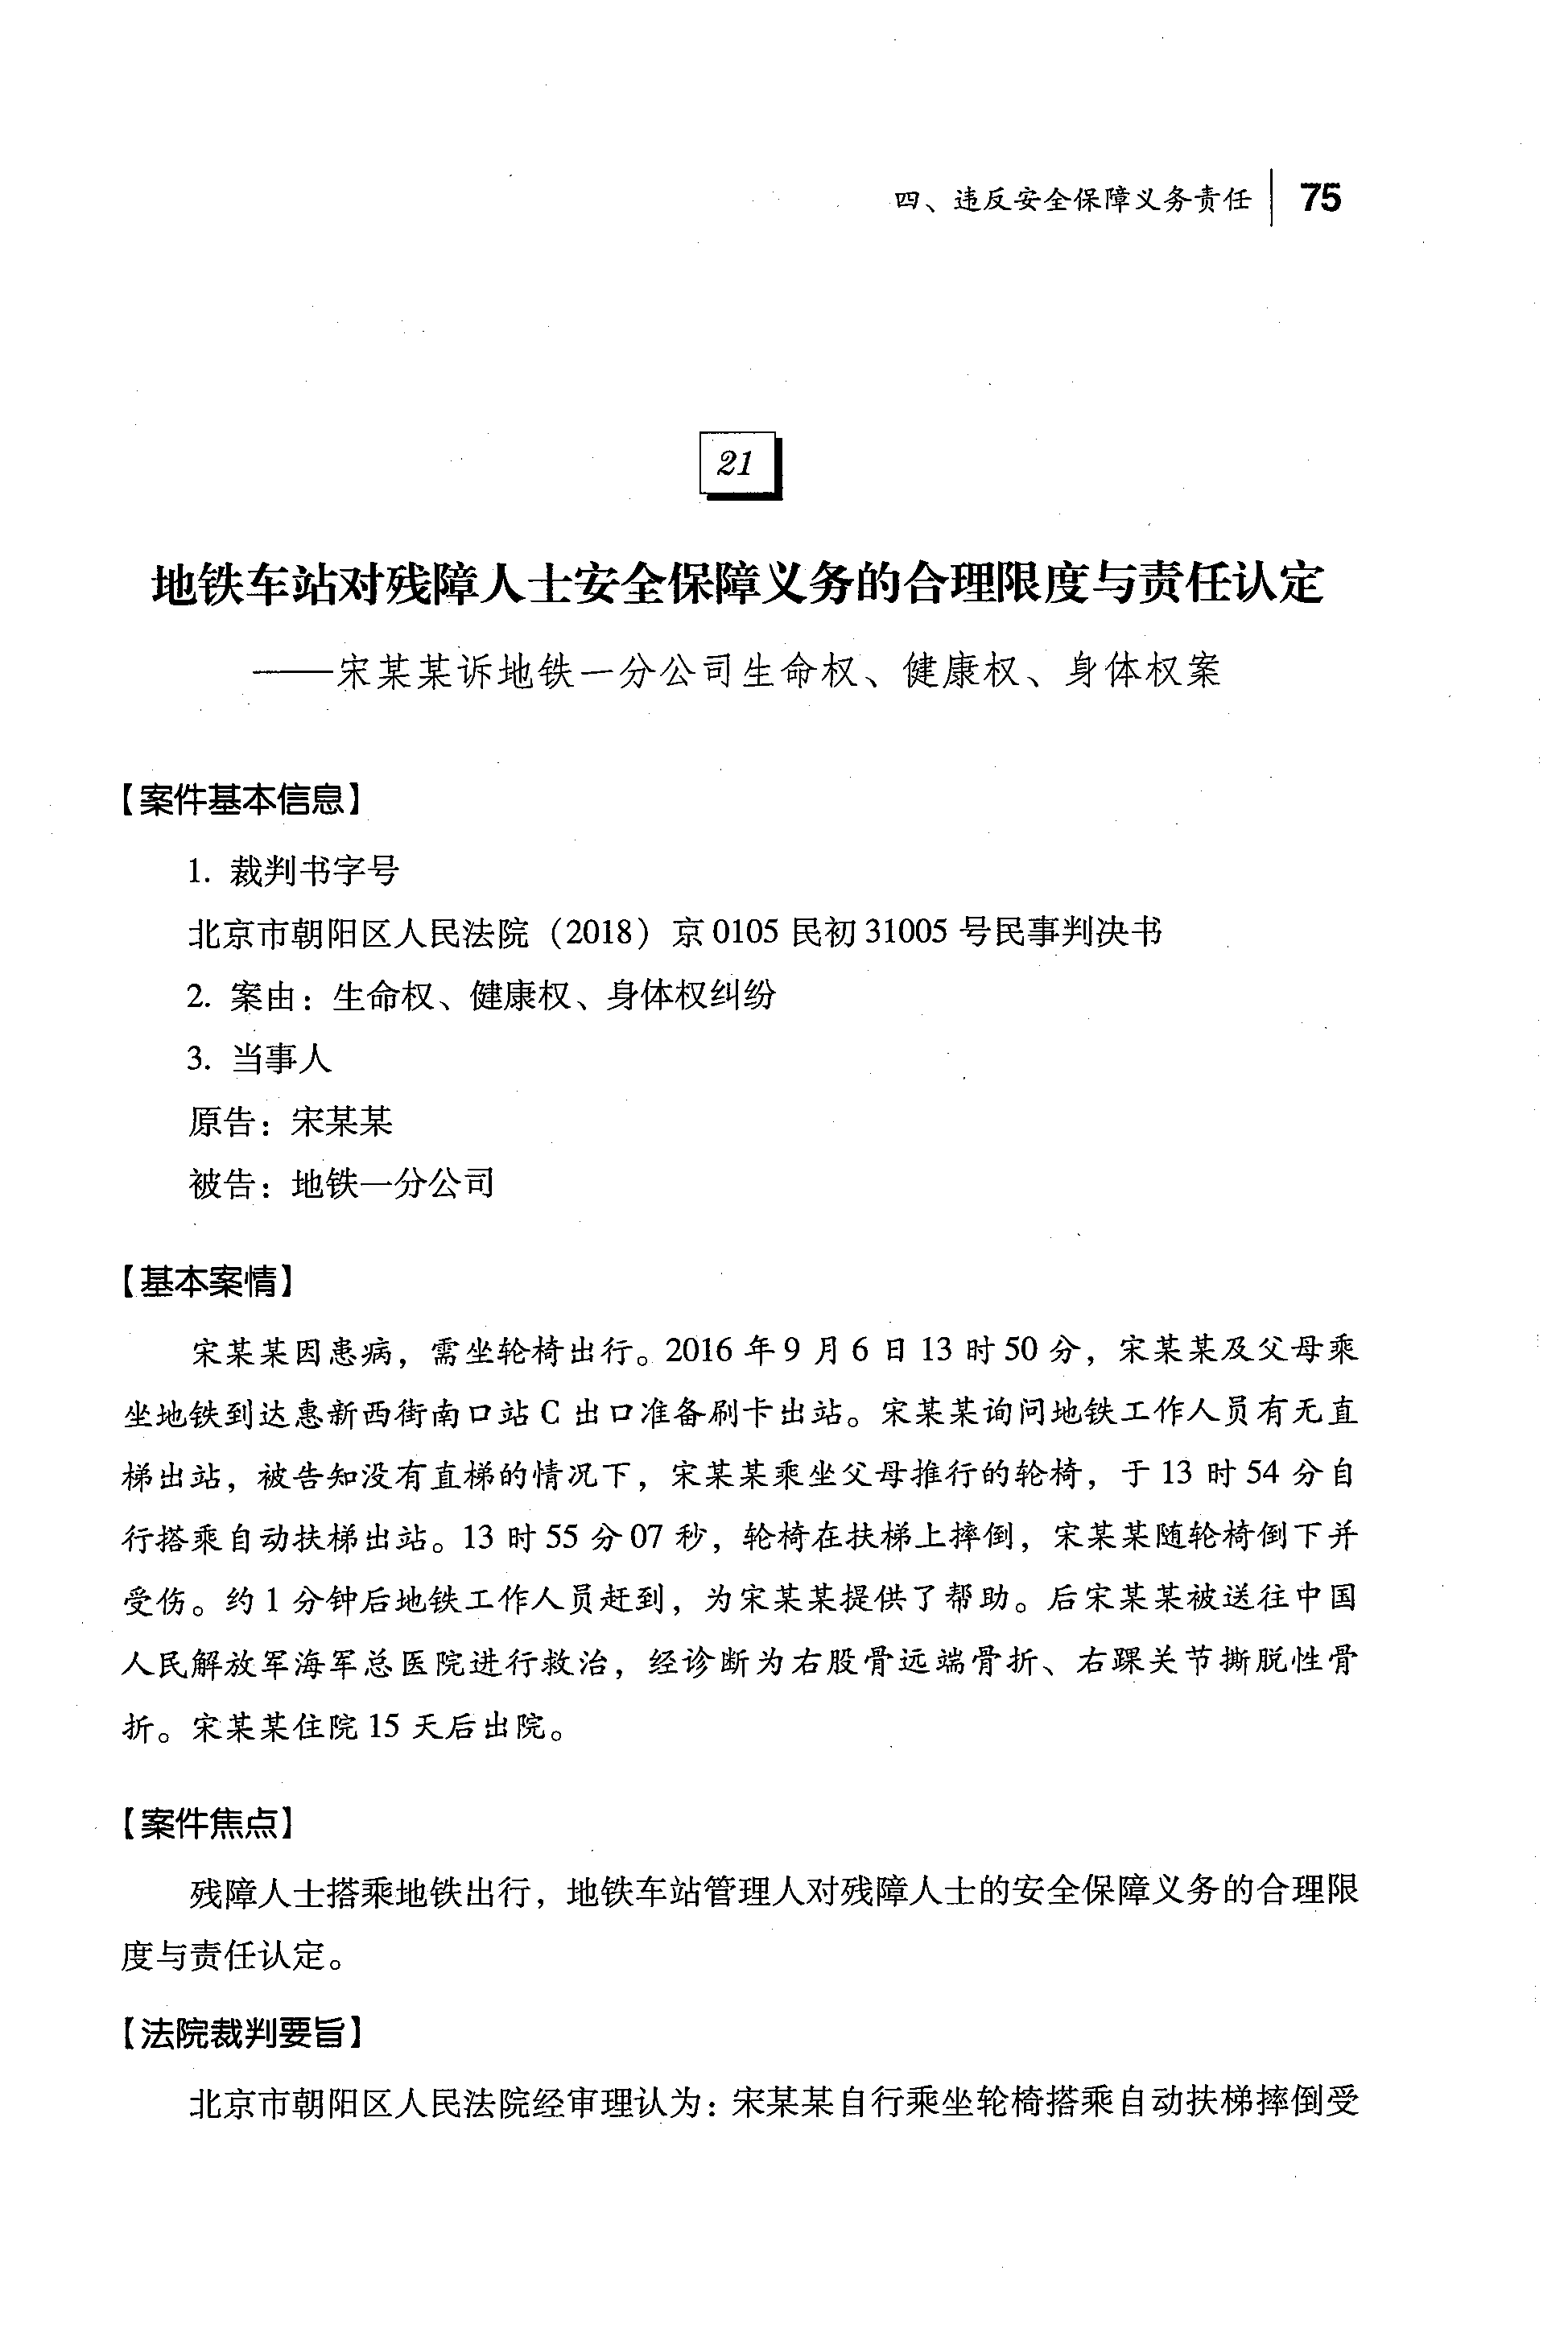 四、违反安全保障义务责任 75
21
地铁车站对残障人士安全保障义务的合理限度与责任认定
——宋某某诉地铁一分公司生命权、健康权、身体权案
【案件基本信息】
1. 裁判书字号
北京市朝阳区人民法院（2018）京0105民初31005号民事判决书
2. 案由：生命权、健康权、身体权纠纷
3. 当事人
原告：宋某某
被告：地铁一分公司
【基本案情】
宋某某因患病，需坐轮椅出行。2016年9月6日13时50分，宋某某及父母乘
坐地铁到达惠新西街南口站C出口准备刷卡出站。宋某某询问地铁工作人员有无直
梯出站，被告知没有直梯的情况下，宋某某乘坐父母推行的轮椅，于13时54分自
行搭乘自动扶梯出站。13时55分07秒，轮椅在扶梯上摔倒，宋某某随轮椅倒下并
受伤。约1分钟后地铁工作人员赶到，为宋某某提供了帮助。后宋某某被送往中国
人民解放军海军总医院进行救治，经诊断为右股骨远端骨折、右踝关节撕脱性骨
折。宋某某住院15天后出院。
【案件焦点】
残障人士搭乘地铁出行，地铁车站管理人对残障人士的安全保障义务的合理限
度与责任认定。
【法院裁判要旨】
北京市朝阳区人民法院经审理认为：宋某某自行乘坐轮椅搭乘自动扶梯摔倒受